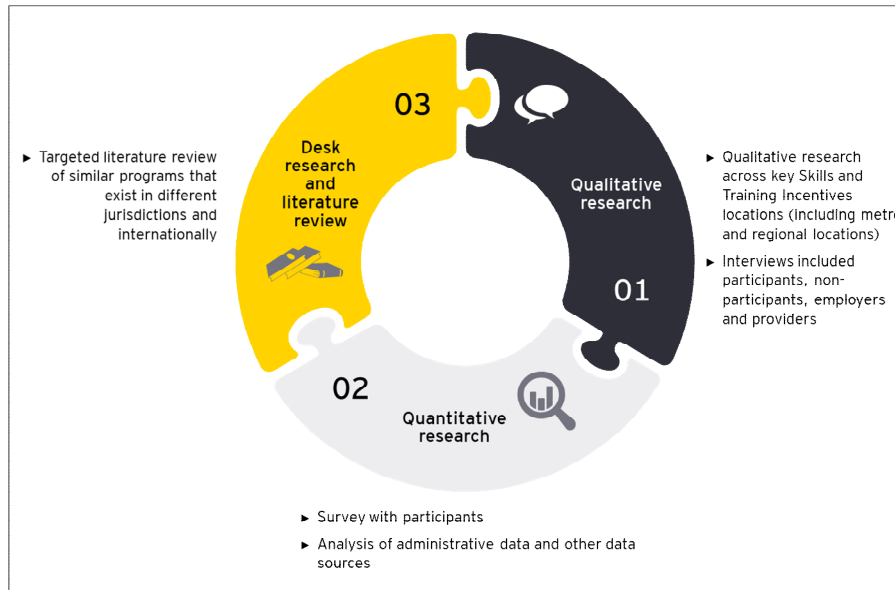 03
Desk
research
and
literature
review
► Targeted literature review
of similar programs that
exist in different
jurisdictions and
internationally
Qualitative
research
01
► Qualitative research
across key Skills and
Training Incentives
locations (including metro
and regional locations)
► Interviews included
participants, non-
participants, employers
and providers
02
Quantitative
research
► Survey with participants
► Analysis of administrative data and other data
sources